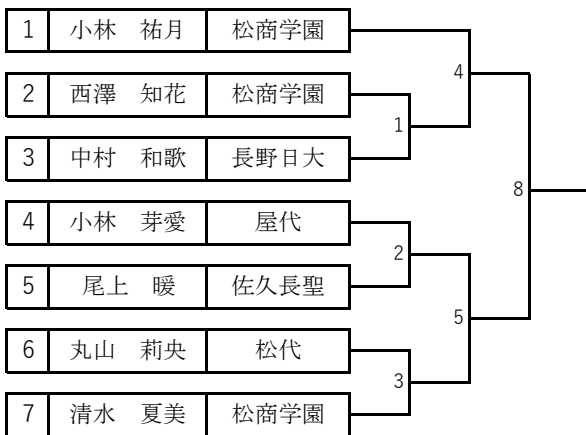 1 小林　祐月 松商学園
4
2 西澤　知花 松商学園
1
3 中村　和歌 長野日大
8
4 小林　芽愛 屋代
2
5 尾上　暖 佐久長聖
5
6 丸山　莉央 松代
3
7 清水　夏美 松商学園